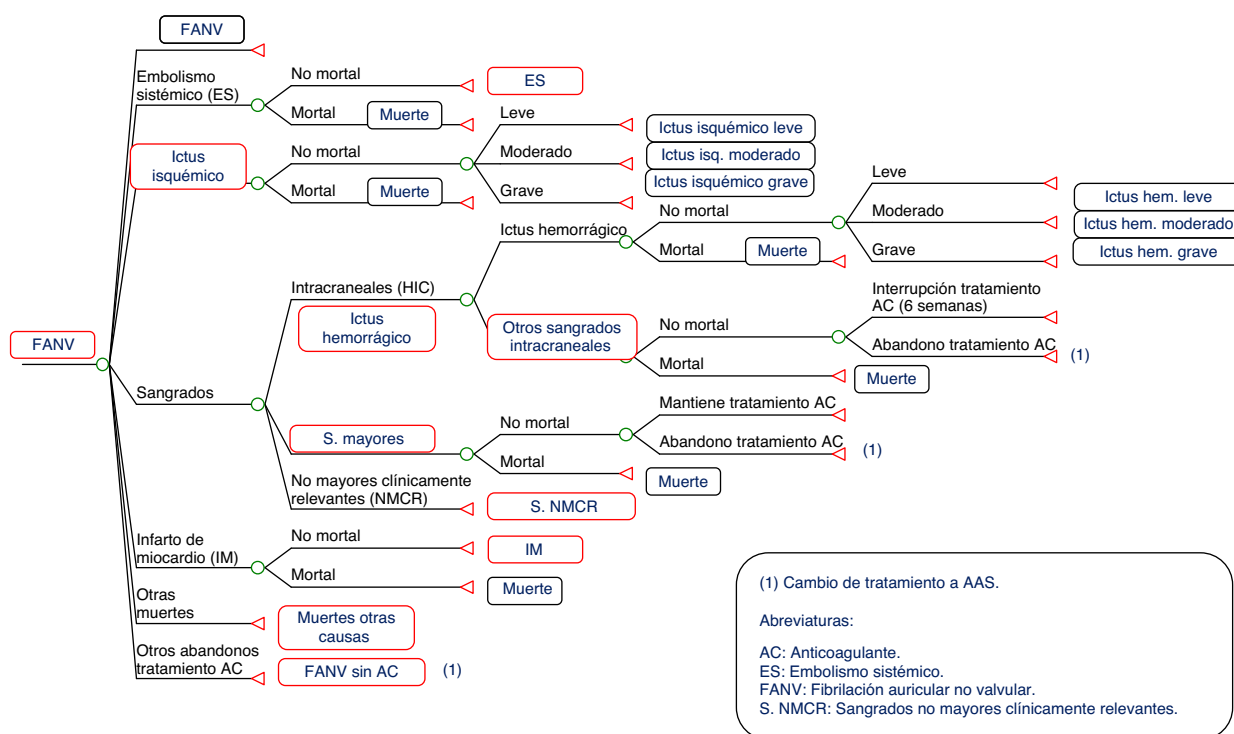 FANV
Embolismo
sistémico (ES)
No mortal
ES
Mortal
Muerte
Leve
Ictus isquémico leve
Ictus
isquémico
No mortal
Moderado
Ictus isq. moderado
Mortal
Muerte
Grave
Ictus isquémico grave
Leve
Ictus hem. leve
Ictus hemorrágico
No mortal
Moderado
Ictus hem. moderado
Mortal
Muerte
Grave
Ictus hem. grave
Intracraneales (HIC)
Ictus
hemorrágico
Otros sangrados
intracraneales
No mortal
Interrupción tratamiento
AC (6 semanas)
Abandono tratamiento AC
(1)
Mortal
Muerte
FANV
Sangrados
S. mayores
No mortal
Mantiene tratamiento AC
Abandono tratamiento AC
(1)
Mortal
Muerte
No mayores clínicamente
relevantes (NMCR)
S. NMCR
Infarto de
miocardio (IM)
No mortal
IM
Mortal
Muerte
Otras
muertes
Muertes otras
causas
Otros abandonos
tratamiento AC
FANV sin AC
(1)
(1) Cambio de tratamiento a AAS.
Abreviaturas:
AC: Anticoagulante.
ES: Embolismo sistémico.
FANV: Fibrilación auricular no valvular.
S. NMCR: Sangrados no mayores clínicamente relevantes.